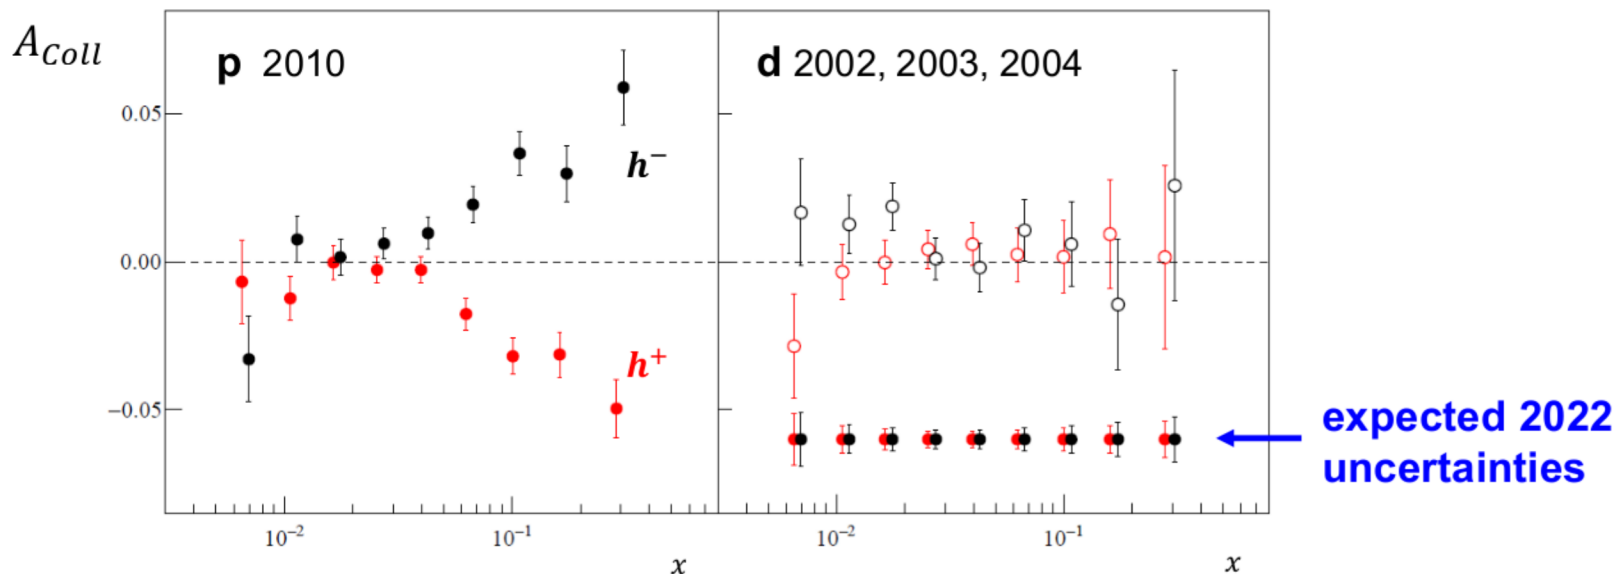 A_Coll
p 2010
d 2002, 2003, 2004
0.05
h⁻
0.00
h⁺
−0.05
expected 2022
uncertainties
10⁻² 10⁻¹ 10⁻² 10⁻¹
x x